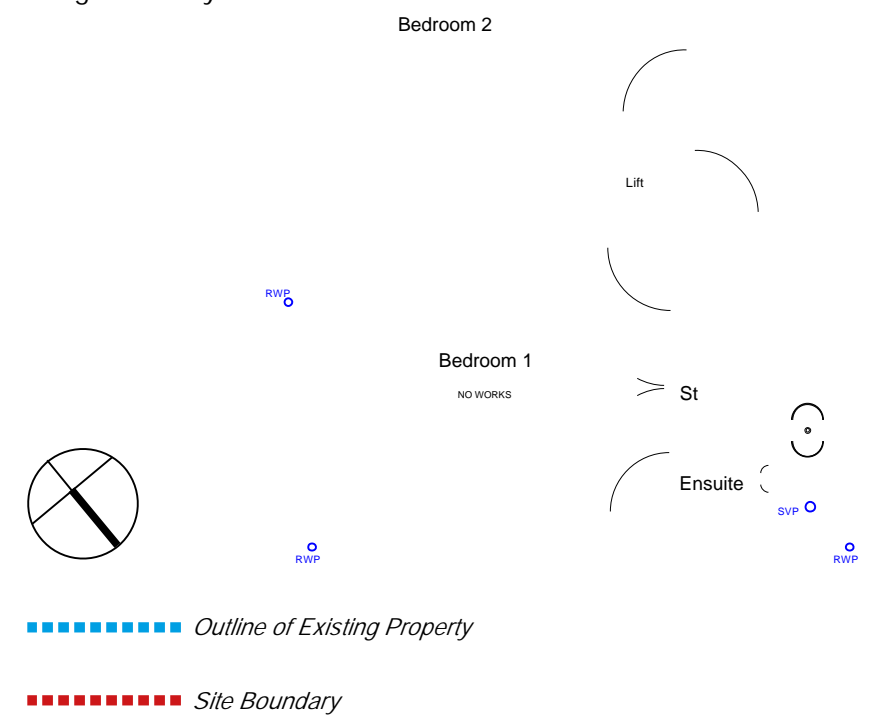 Bedroom 2
Lift
RWP
Bedroom 1
NO WORKS
St
Ensuite
SVP
RWP
RWP
Outline of Existing Property
Site Boundary